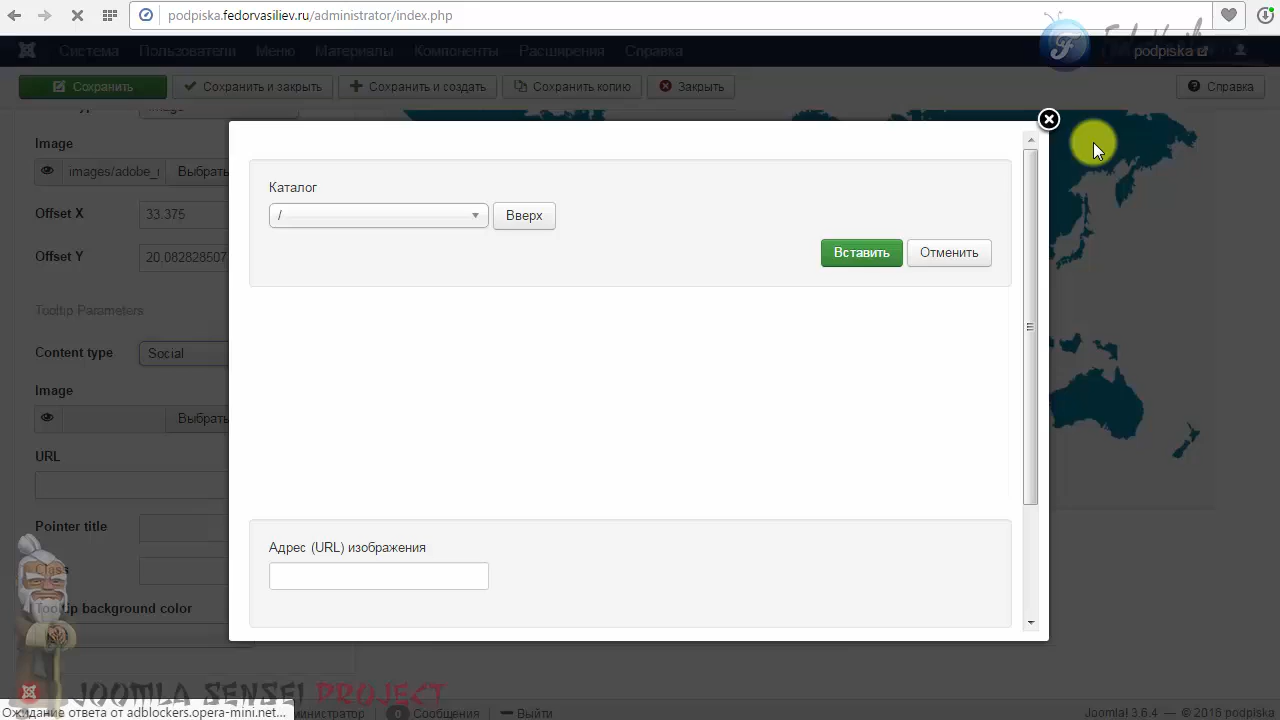 podpiska.fedorvasiliev.ru/administrator/index.php
Система Пользователи Меню Материалы Компоненты Расширения Справка podpiska
Сохранить Сохранить и закрыть Сохранить и создать Сохранить копию Закрыть Справка
Image
images/adobe_ Выбрать
Offset X 33.375
Offset Y 20.082828507
Tooltip Parameters
Content type Social
Image
Выбрать
URL
Pointer title
Class
Tooltip background color
Каталог
/ Вверх
Вставить Отменить
Адрес (URL) изображения
JOOMLA SENSEI PROJECT
Ожидание ответа от adblockers.opera-mini.net... министратор 0 Сообщения Выйти Joomla! 3.6.4 — © 2016 podpiska